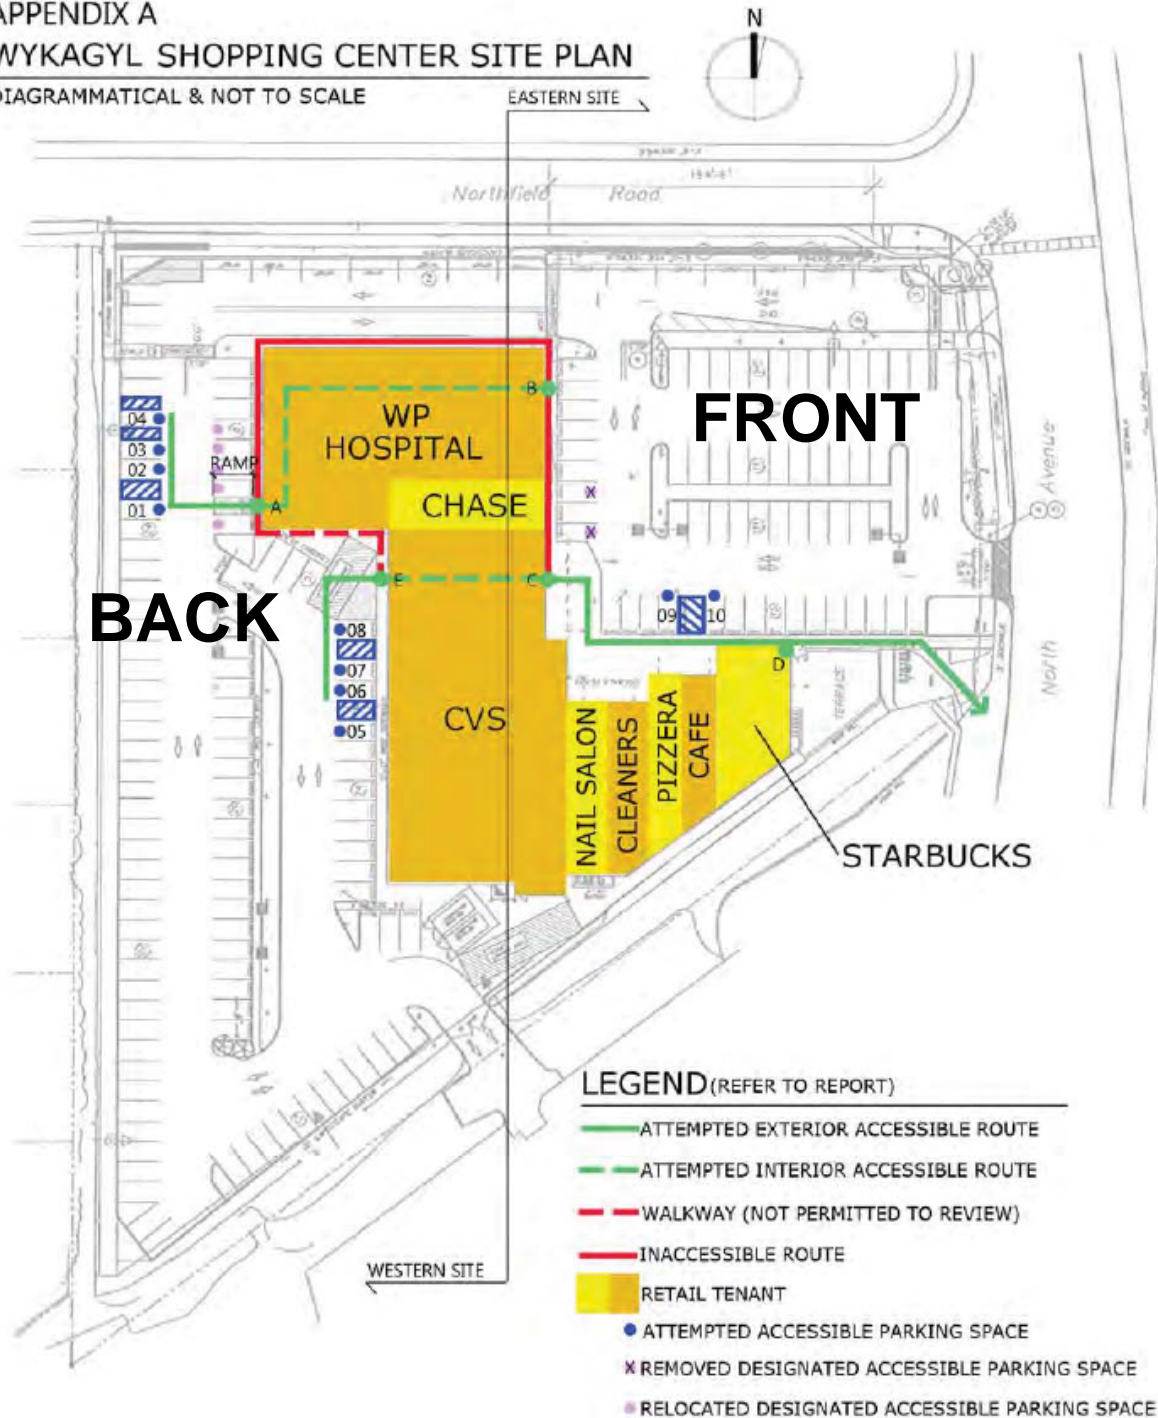 APPENDIX A
WYKAGYL SHOPPING CENTER SITE PLAN
DIAGRAMMATICAL & NOT TO SCALE
N
EASTERN SITE
Northfield Road
WP
HOSPITAL
CHASE
FRONT
BACK
RAMP
04
03
02
01
A
B
C
D
E
08
07
06
05
09
10
CVS
NAIL SALON
CLEANERS
PIZZERA
CAFE
TERRACE
STARBUCKS
North Avenue
WESTERN SITE
LEGEND (REFER TO REPORT)
ATTEMPTED EXTERIOR ACCESSIBLE ROUTE
ATTEMPTED INTERIOR ACCESSIBLE ROUTE
WALKWAY (NOT PERMITTED TO REVIEW)
INACCESSIBLE ROUTE
RETAIL TENANT
ATTEMPTED ACCESSIBLE PARKING SPACE
X REMOVED DESIGNATED ACCESSIBLE PARKING SPACE
RELOCATED DESIGNATED ACCESSIBLE PARKING SPACE